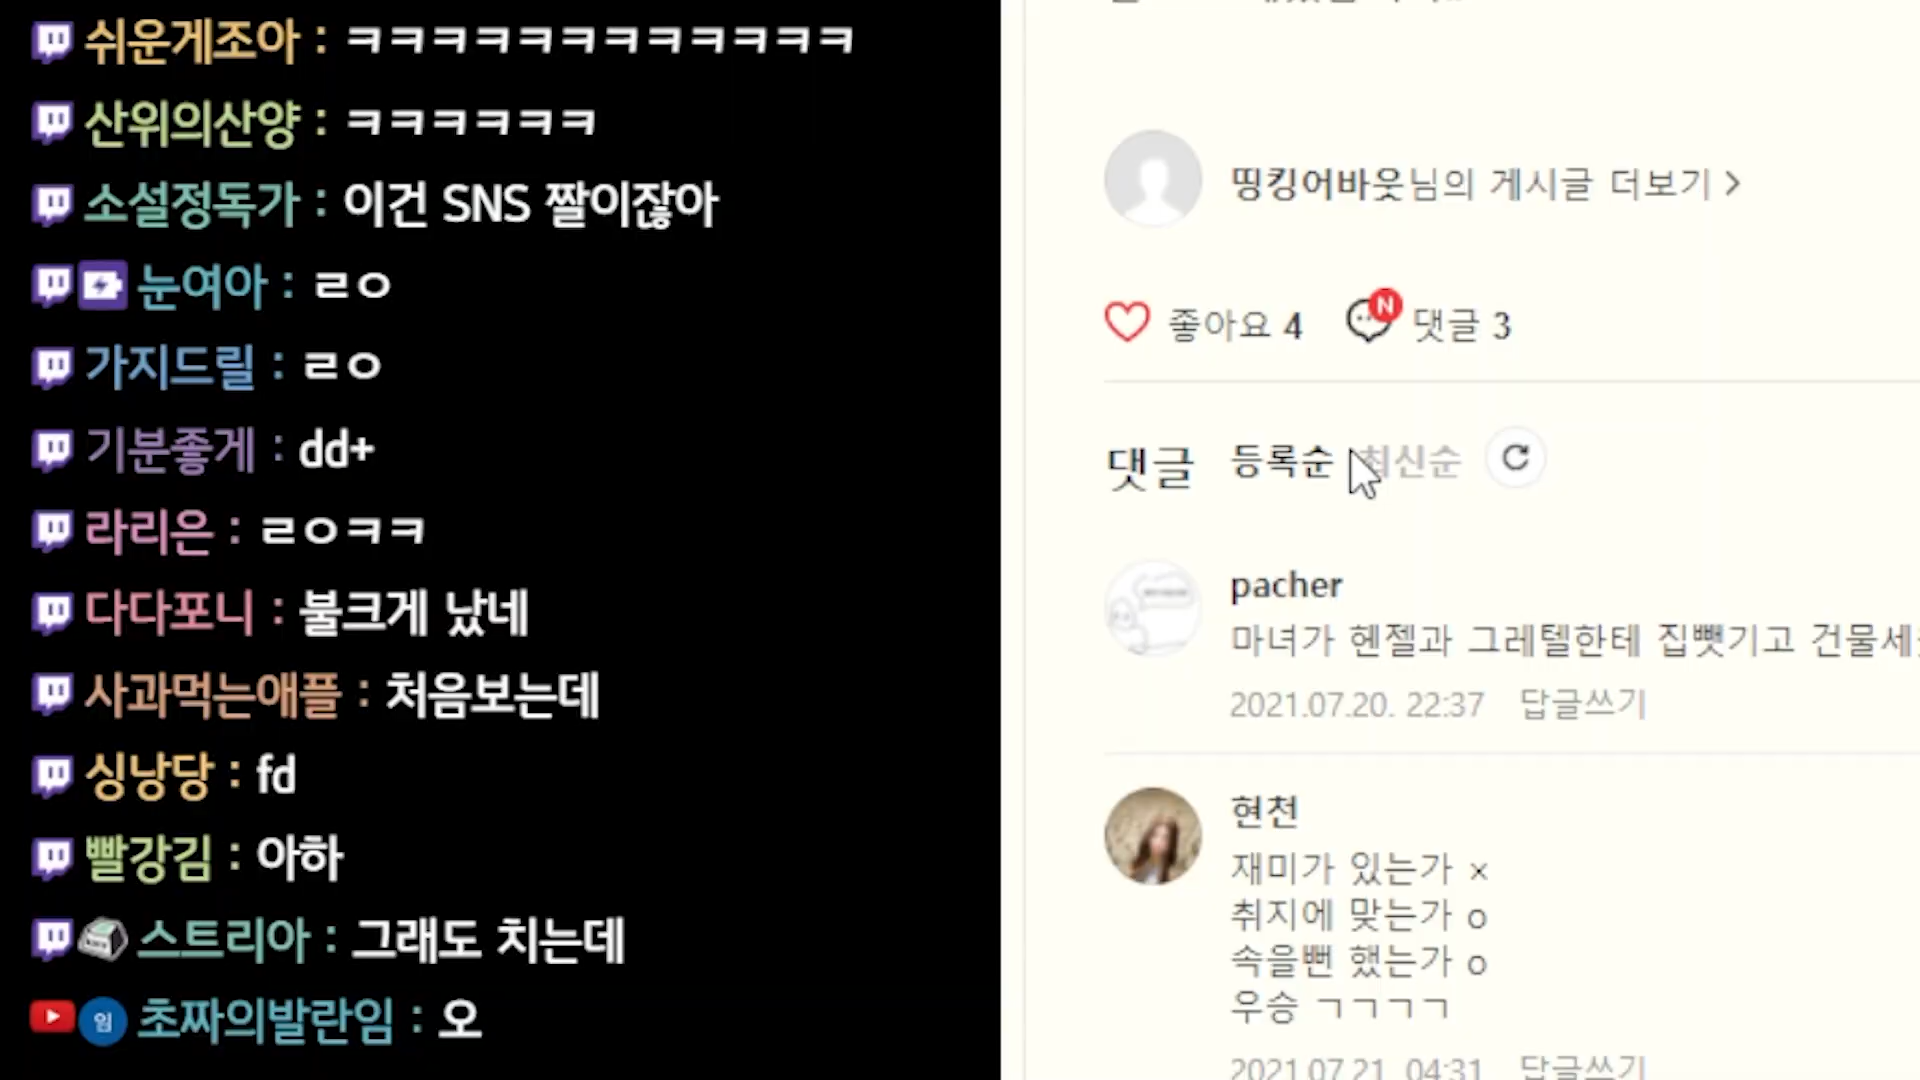 쉬운게조아 : ㅋㅋㅋㅋㅋㅋㅋㅋㅋㅋㅋㅋ
산위의산양 : ㅋㅋㅋㅋㅋㅋ
소설정독가 : 이건 SNS 짤이잖아
눈여아 : ㄹㅇ
가지드릴 : ㄹㅇ
기분좋게 : dd+
라리은 : ㄹㅇㅋㅋ
다다포니 : 불크게 났네
사과먹는애플 : 처음보는데
싱낭당 : fd
빨강김 : 아하
스트리아 : 그래도 치는데
임 초짜의발란임 : 오
띵킹어바웃님의 게시글 더보기 >
좋아요 4 N 댓글 3
댓글 등록순 최신순
pacher
마녀가 헨젤과 그레텔한테 집뺏기고 건물세
2021.07.20. 22:37 답글쓰기
현천
재미가 있는가 ×
취지에 맞는가 o
속을뻔 했는가 o
우승 ㄱㄱㄱㄱ
2021.07.21. 04:31 답글쓰기